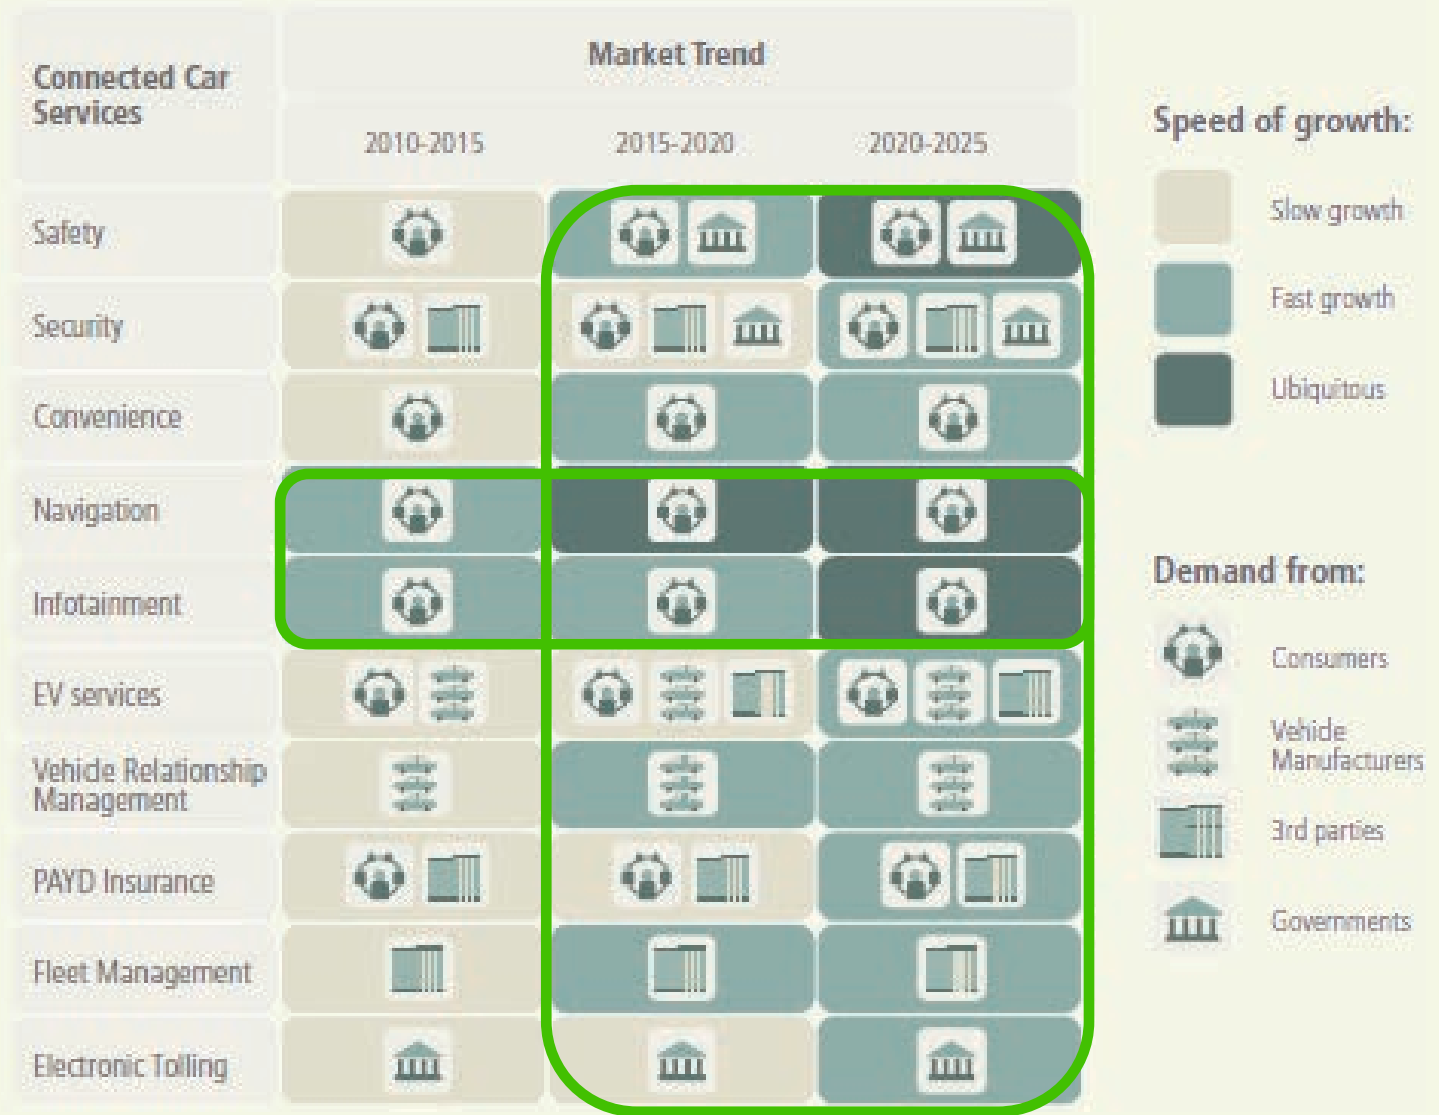 Connected Car
Services
Market Trend
2010-2015
2015-2020
2020-2025
Safety
Security
Convenience
Navigation
Infotainment
EV services
Vehicle Relationship
Management
PAYD Insurance
Fleet Management
Electronic Tolling
Speed of growth:
Slow growth
Fast growth
Ubiquitous
Demand from:
Consumers
Vehicle
Manufacturers
3rd parties
Governments